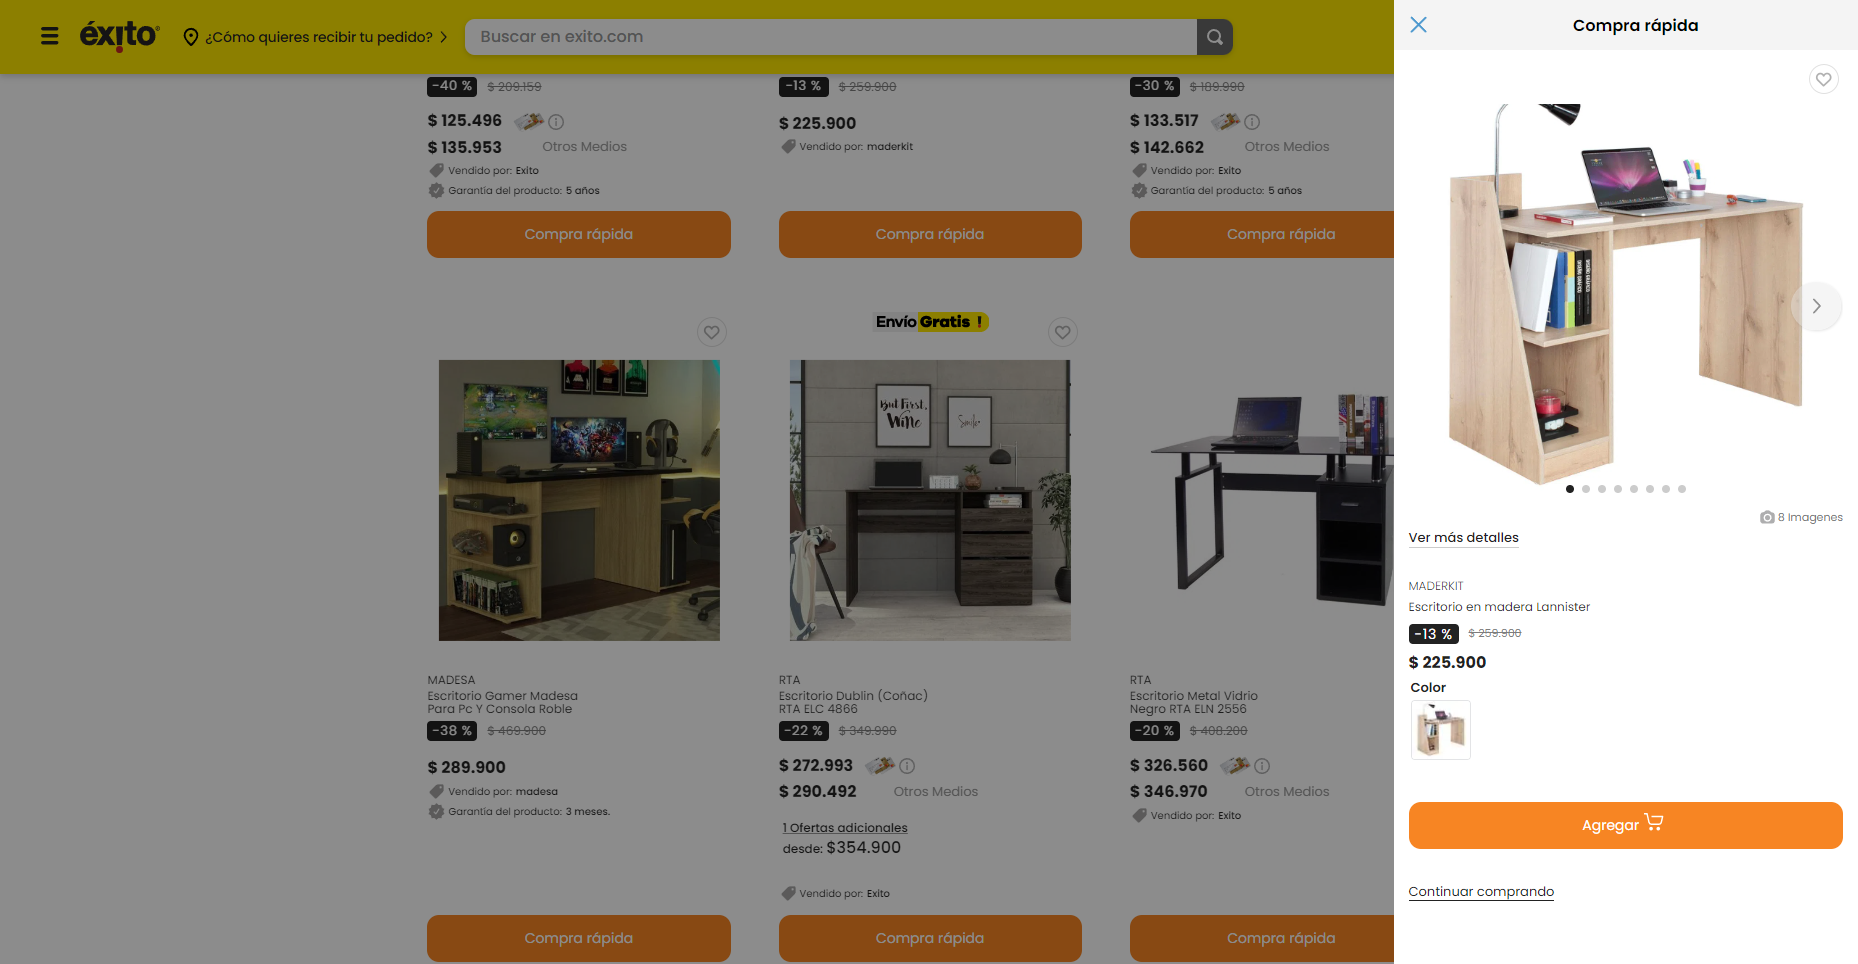 éxito
¿Cómo quieres recibir tu pedido?
Buscar en exito.com
-40 % $ 209.159
$ 125.496
$ 135.953 Otros Medios
Vendido por: Exito
Garantía del producto: 5 años
Compra rápida
-13 % $ 259.900
$ 225.900
Vendido por: maderkit
Compra rápida
-30 % $ 189.990
$ 133.517
$ 142.662 Otros Medios
Vendido por: Exito
Garantía del producto: 5 años
Compra rápida
MADESA
Escritorio Gamer Madesa
Para Pc Y Consola Roble
-38 % $ 469.900
$ 289.900
Vendido por: madesa
Garantía del producto: 3 meses.
Compra rápida
Envío Gratis !
But First,
Wine
Smile
RTA
Escritorio Dublin (Coñac)
RTA ELC 4866
-22 % $ 349.990
$ 272.993
$ 290.492 Otros Medios
1 Ofertas adicionales
desde: $354.900
Vendido por: Exito
Compra rápida
RTA
Escritorio Metal Vidrio
Negro RTA ELN 2556
-20 % $ 408.200
$ 326.560
$ 346.970 Otros Medios
Vendido por: Exito
Compra rápida
Compra rápida
8 Imagenes
Ver más detalles
MADERKIT
Escritorio en madera Lannister
-13 % $ 259.900
$ 225.900
Color
Agregar
Continuar comprando